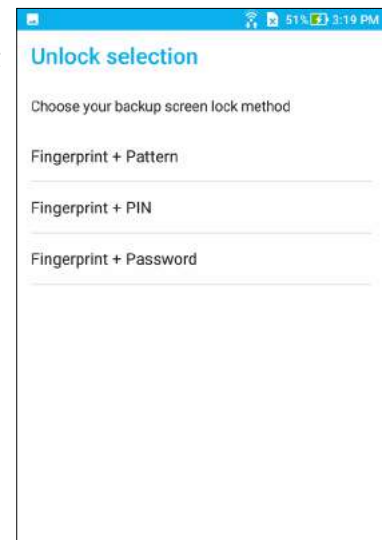 51% 3:19 PM
Unlock selection
Choose your backup screen lock method
Fingerprint + Pattern
Fingerprint + PIN
Fingerprint + Password